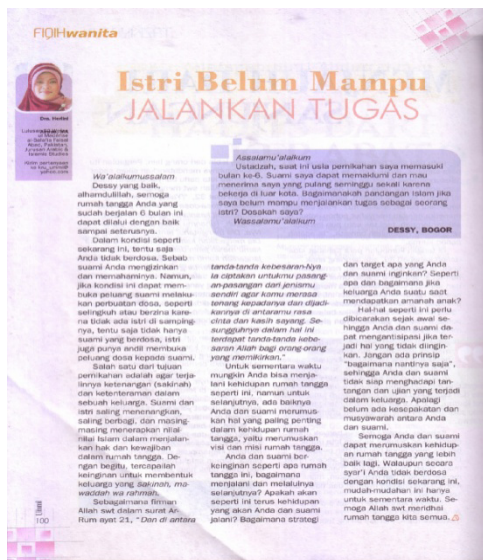 FIQIHwanita
Istri Belum Mampu
JALANKAN TUGAS
Dra. Herlini
Assalamu'alaikum
Ustadzah, saat ini usia pernikahan saya memasuki
bulan ke-6. Suami saya dapat memaklumi dan mau
menerima saya yang pulang seminggu sekali karena
bekerja di luar kota. Bagaimanakah pandangan Islam jika
saya belum mampu menjalankan tugas sebagai seorang
istri? Dosakah saya?
Wassalamu'alaikum
DESSY, BOGOR
Wa'alaikumussalam
Dessy yang baik,
alhamdulillah, semoga
rumah tangga Anda yang
sudah berjalan 6 bulan ini
dapat dilalui dengan baik
sampai seterusnya.
Dalam kondisi seperti
sekarang ini, tentu saja
Anda tidak berdosa. Sebab
suami Anda mengizinkan
dan memahaminya. Namun,
jika kondisi ini dapat mem-
buka peluang suami melaku-
kan perbuatan dosa, seperti
selingkuh atau berzina kare-
na tidak ada istri di samping-
nya, tentu saja tidak hanya
suami yang berdosa, istri
juga punya andil membuka
peluang dosa kepada suami.
Salah satu dari tujuan
pernikahan adalah agar terja-
linnya ketenangan (sakinah)
dan ketenteraman dalam
sebuah keluarga. Suami dan
istri saling menenangkan,
saling berbagi, dan masing-
masing menerapkan nilai-
nilai Islam dalam menjalan-
kan hak dan kewajiban
dalam rumah tangga. De-
ngan begitu, tercapailah
keinginan untuk membentuk
keluarga yang sakinah, ma-
waddah wa rahmah.
Sebagaimana firman
Allah swt dalam surat Ar-
Rum ayat 21, "Dan di antara
tanda-tanda kebesaran-Nya
ia ciptakan untukmu pasang-
an-pasangan dari jenismu
sendiri agar kamu merasa
tenang kepadanya dan dijadi-
kannya di antaramu rasa
cinta dan kasih sayang. Se-
sungguhnya dalam hal ini
terdapat tanda-tanda kebe-
saran Allah bagi orang-orang
yang memikirkan."
Untuk sementara waktu
mungkin Anda bisa menja-
lani kehidupan rumah tangga
seperti ini, namun untuk
selanjutnya, ada baiknya
Anda dan suami merumus-
kan hal yang paling penting
dalam kehidupan rumah
tangga, yaitu merumuskan
visi dan misi rumah tangga.
Anda dan suami ber-
keinginan seperti apa rumah
tangga ini, bagaimana
menjalani dan melaluinya
selanjutnya? Apakah akan
seperti ini terus kehidupan
yang akan Anda dan suami
jalani? Bagaimana strategi
dan target apa yang Anda
dan suami inginkan? Seperti
apa dan bagaimana jika
keluarga Anda suatu saat
mendapatkan amanah anak?
Hal-hal seperti ini perlu
dibicarakan sejak awal se-
hingga Anda dan suami da-
pat mengantisipasi jika ter-
jadi hal yang tidak diingin-
kan. Jangan ada prinsip
"bagaimana nantinya saja",
sehingga Anda dan suami
tidak siap menghadapi tan-
tangan dan ujian yang terjadi
dalam keluarga. Apalagi
belum ada kesepakatan dan
musyawarah antara Anda
dan suami.
Semoga Anda dan suami
dapat merumuskan kehidup-
an rumah tangga yang lebih
baik lagi. Walaupun secara
syar'i Anda tidak berdosa
dengan kondisi sekarang ini,
mudah-mudahan ini hanya
untuk sementara waktu. Se-
moga Allah swt meridhai
rumah tangga kita semua.
100